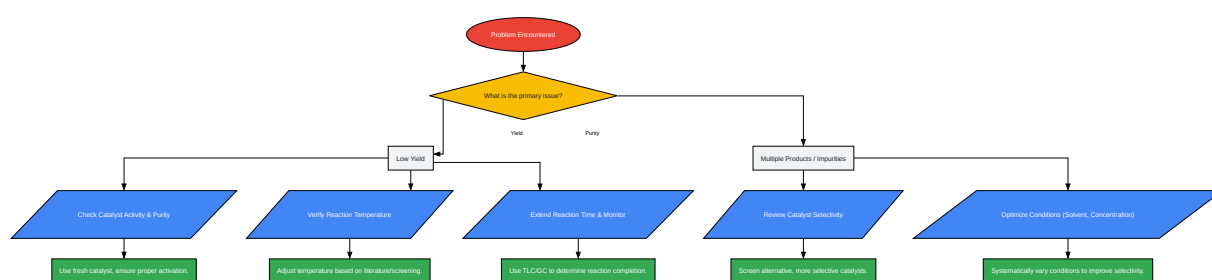 Problem Encountered
What is the primary issue?
Yield
Purity
Low Yield
Multiple Products / Impurities
Check Catalyst Activity & Purity
Verify Reaction Temperature
Extend Reaction Time & Monitor
Review Catalyst Selectivity
Optimize Conditions (Solvent, Concentration)
Use fresh catalyst, ensure proper activation.
Adjust temperature based on literature/screening.
Use TLC/GC to determine reaction completion.
Screen alternative, more selective catalysts.
Systematically vary conditions to improve selectivity.